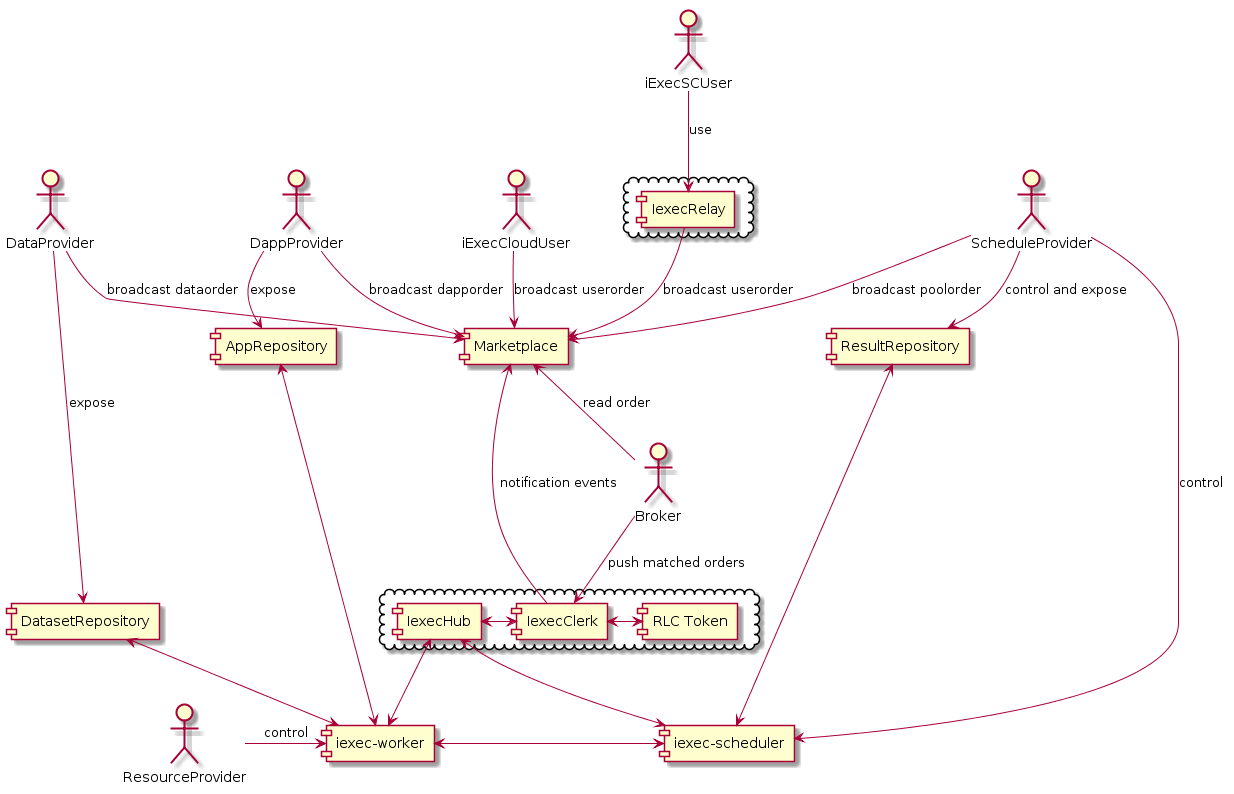 iExecSCUser
use
IexecRelay
DataProvider
DappProvider
iExecCloudUser
ScheduleProvider
broadcast dataorder
expose
broadcast dapporder
broadcast userorder
broadcast userorder
broadcast poolorder
control and expose
AppRepository
Marketplace
ResultRepository
expose
read order
notification events
Broker
control
push matched orders
DatasetRepository
IexecHub
IexecClerk
RLC Token
control
iexec-worker
iexec-scheduler
ResourceProvider